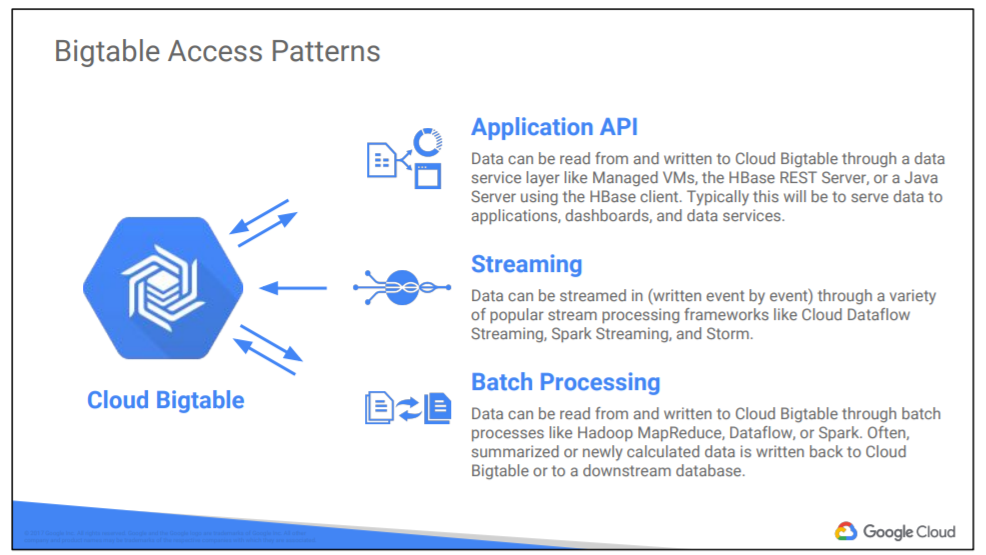 Bigtable Access Patterns
Application API
Data can be read from and written to Cloud Bigtable through a data
service layer like Managed VMs, the HBase REST Server, or a Java
Server using the HBase client. Typically this will be to serve data to
applications, dashboards, and data services.
Streaming
Data can be streamed in (written event by event) through a variety
of popular stream processing frameworks like Cloud Dataflow
Streaming, Spark Streaming, and Storm.
Cloud Bigtable
Batch Processing
Data can be read from and written to Cloud Bigtable through batch
processes like Hadoop MapReduce, Dataflow, or Spark. Often,
summarized or newly calculated data is written back to Cloud
Bigtable or to a downstream database.
Google Cloud